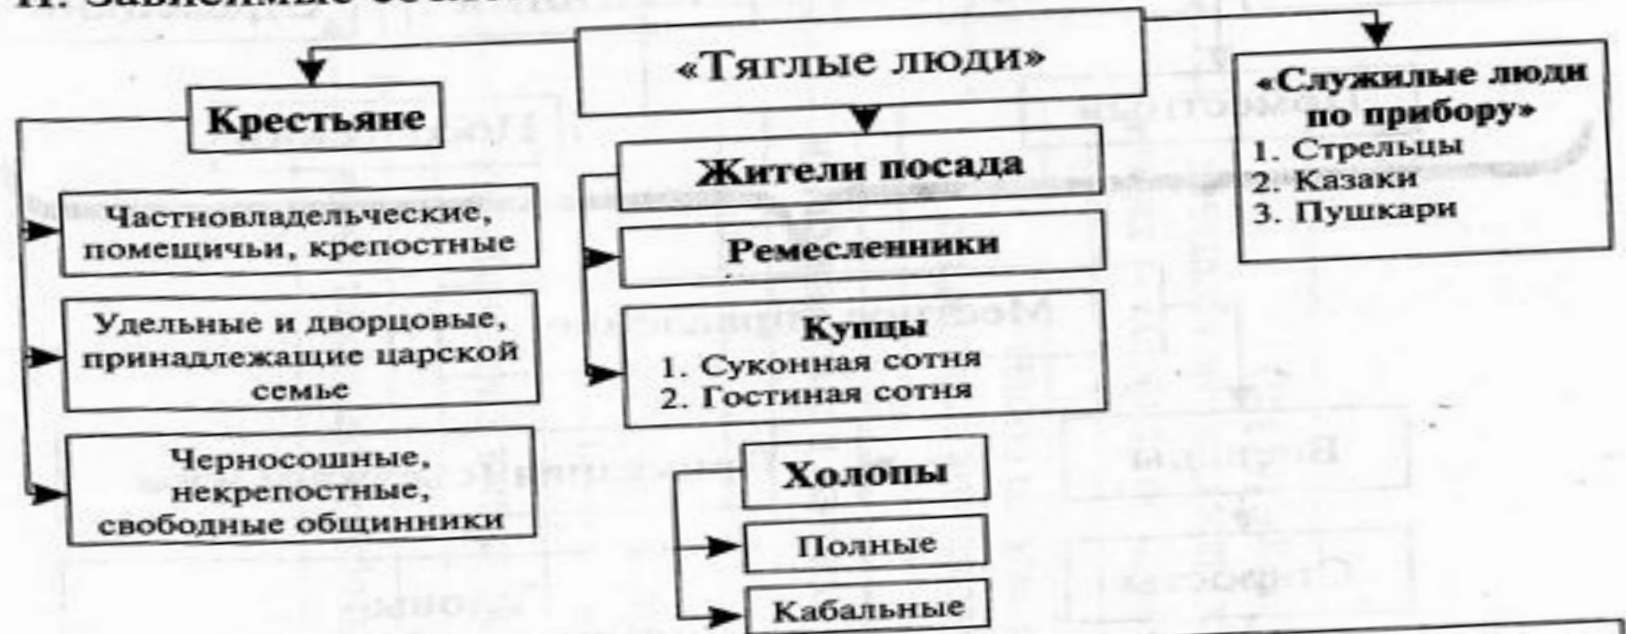 «Тяглые люди»
Крестьяне
Частновладельческие,
помещичьи, крепостные
Удельные и дворцовые,
принадлежащие царской
семье
Черносошные,
некрепостные,
свободные общинники
Жители посада
Ремесленники
Купцы
1. Суконная сотня
2. Гостиная сотня
Холопы
Полные
Кабальные
«Служилые люди
по прибору»
1. Стрельцы
2. Казаки
3. Пушкари